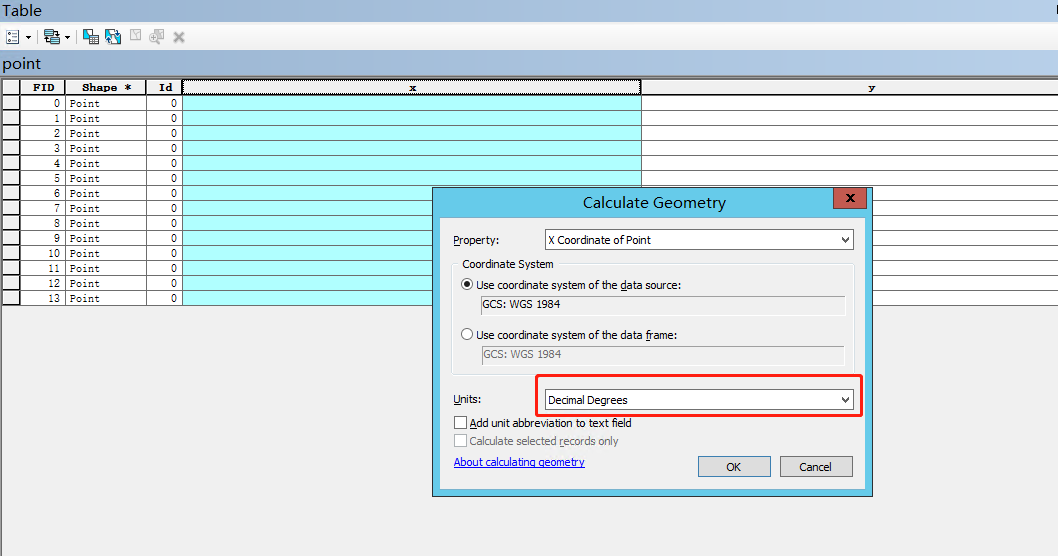 Table
point
FID Shape * Id x y
0 Point 0
1 Point 0
2 Point 0
3 Point 0
4 Point 0
5 Point 0
6 Point 0
7 Point 0
8 Point 0
9 Point 0
10 Point 0
11 Point 0
12 Point 0
13 Point 0
Calculate Geometry
x
Property: X Coordinate of Point
Coordinate System
Use coordinate system of the data source:
GCS: WGS 1984
Use coordinate system of the data frame:
GCS: WGS 1984
Units: Decimal Degrees
Add unit abbreviation to text field
Calculate selected records only
About calculating geometry
OK Cancel